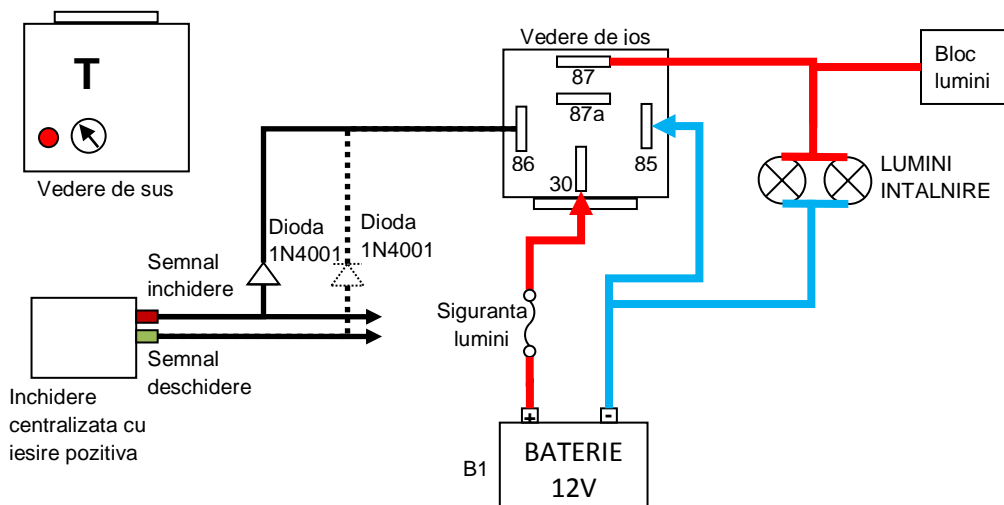 T
Vedere de sus
Vedere de ios
87
87a
86
85
30
Bloc
lumini
LUMINI
INTALNIRE
Dioda
1N4001
Dioda
1N4001
Semnal
inchidere
Semnal
deschidere
Siguranta
lumini
Inchidere
centralizata cu
iesire pozitiva
+
-
B1
BATERIE
12V